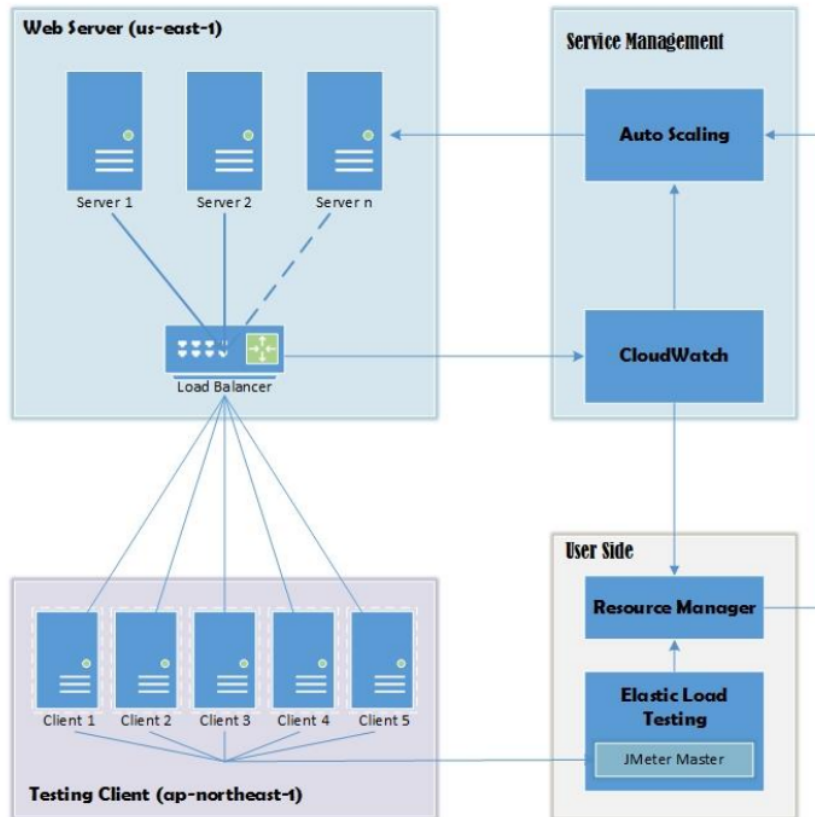 Web Server (us-east-1)
Server 1
Server 2
Server n
Load Balancer
Service Management
Auto Scaling
CloudWatch
Client 1
Client 2
Client 3
Client 4
Client 5
Testing Client (ap-northeast-1)
User Side
Resource Manager
Elastic Load
Testing
JMeter Master